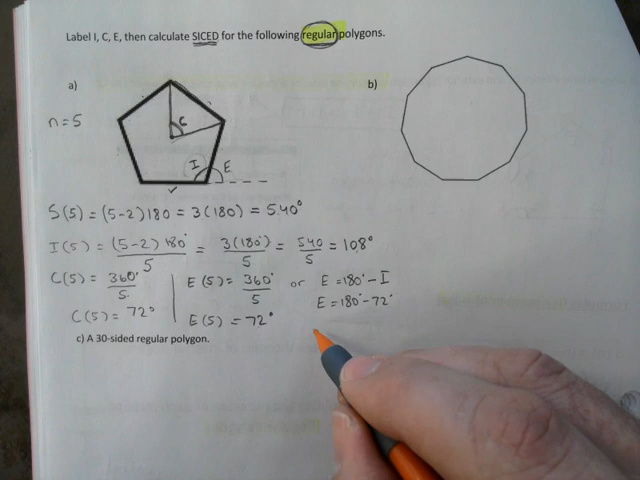 Label I, C, E, then calculate SICED for the following regular polygons.
a)
b)
n=5
C
I
E
S(5) = (5-2)180 = 3(180) = 540°
I(5) = (5-2)180° / 5 = 3(180°) / 5 = 540 / 5 = 108°
C(5) = 360° / 5
E(5) = 360° / 5 or E = 180° - I
E = 180° - 72°
C(5) = 72°
E(5) = 72°
c) A 30-sided regular polygon.